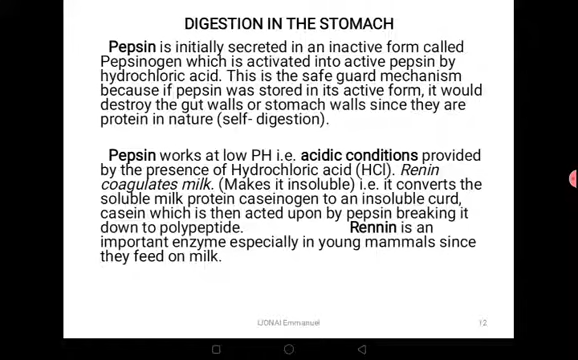 DIGESTION IN THE STOMACH
Pepsin is initially secreted in an inactive form called
Pepsinogen which is activated into active pepsin by
hydrochloric acid. This is the safe guard mechanism
because if pepsin was stored in its active form, it would
destroy the gut walls or stomach walls since they are
protein in nature (self- digestion).
Pepsin works at low PH i.e. acidic conditions provided
by the presence of Hydrochloric acid (HCl). Renin
coagulates milk. (Makes it insoluble) i.e. it converts the
soluble milk protein caseinogen to an insoluble curd,
casein which is then acted upon by pepsin breaking it
down to polypeptide. Rennin is an
important enzyme especially in young mammals since
they feed on milk.
Emmanuel
12